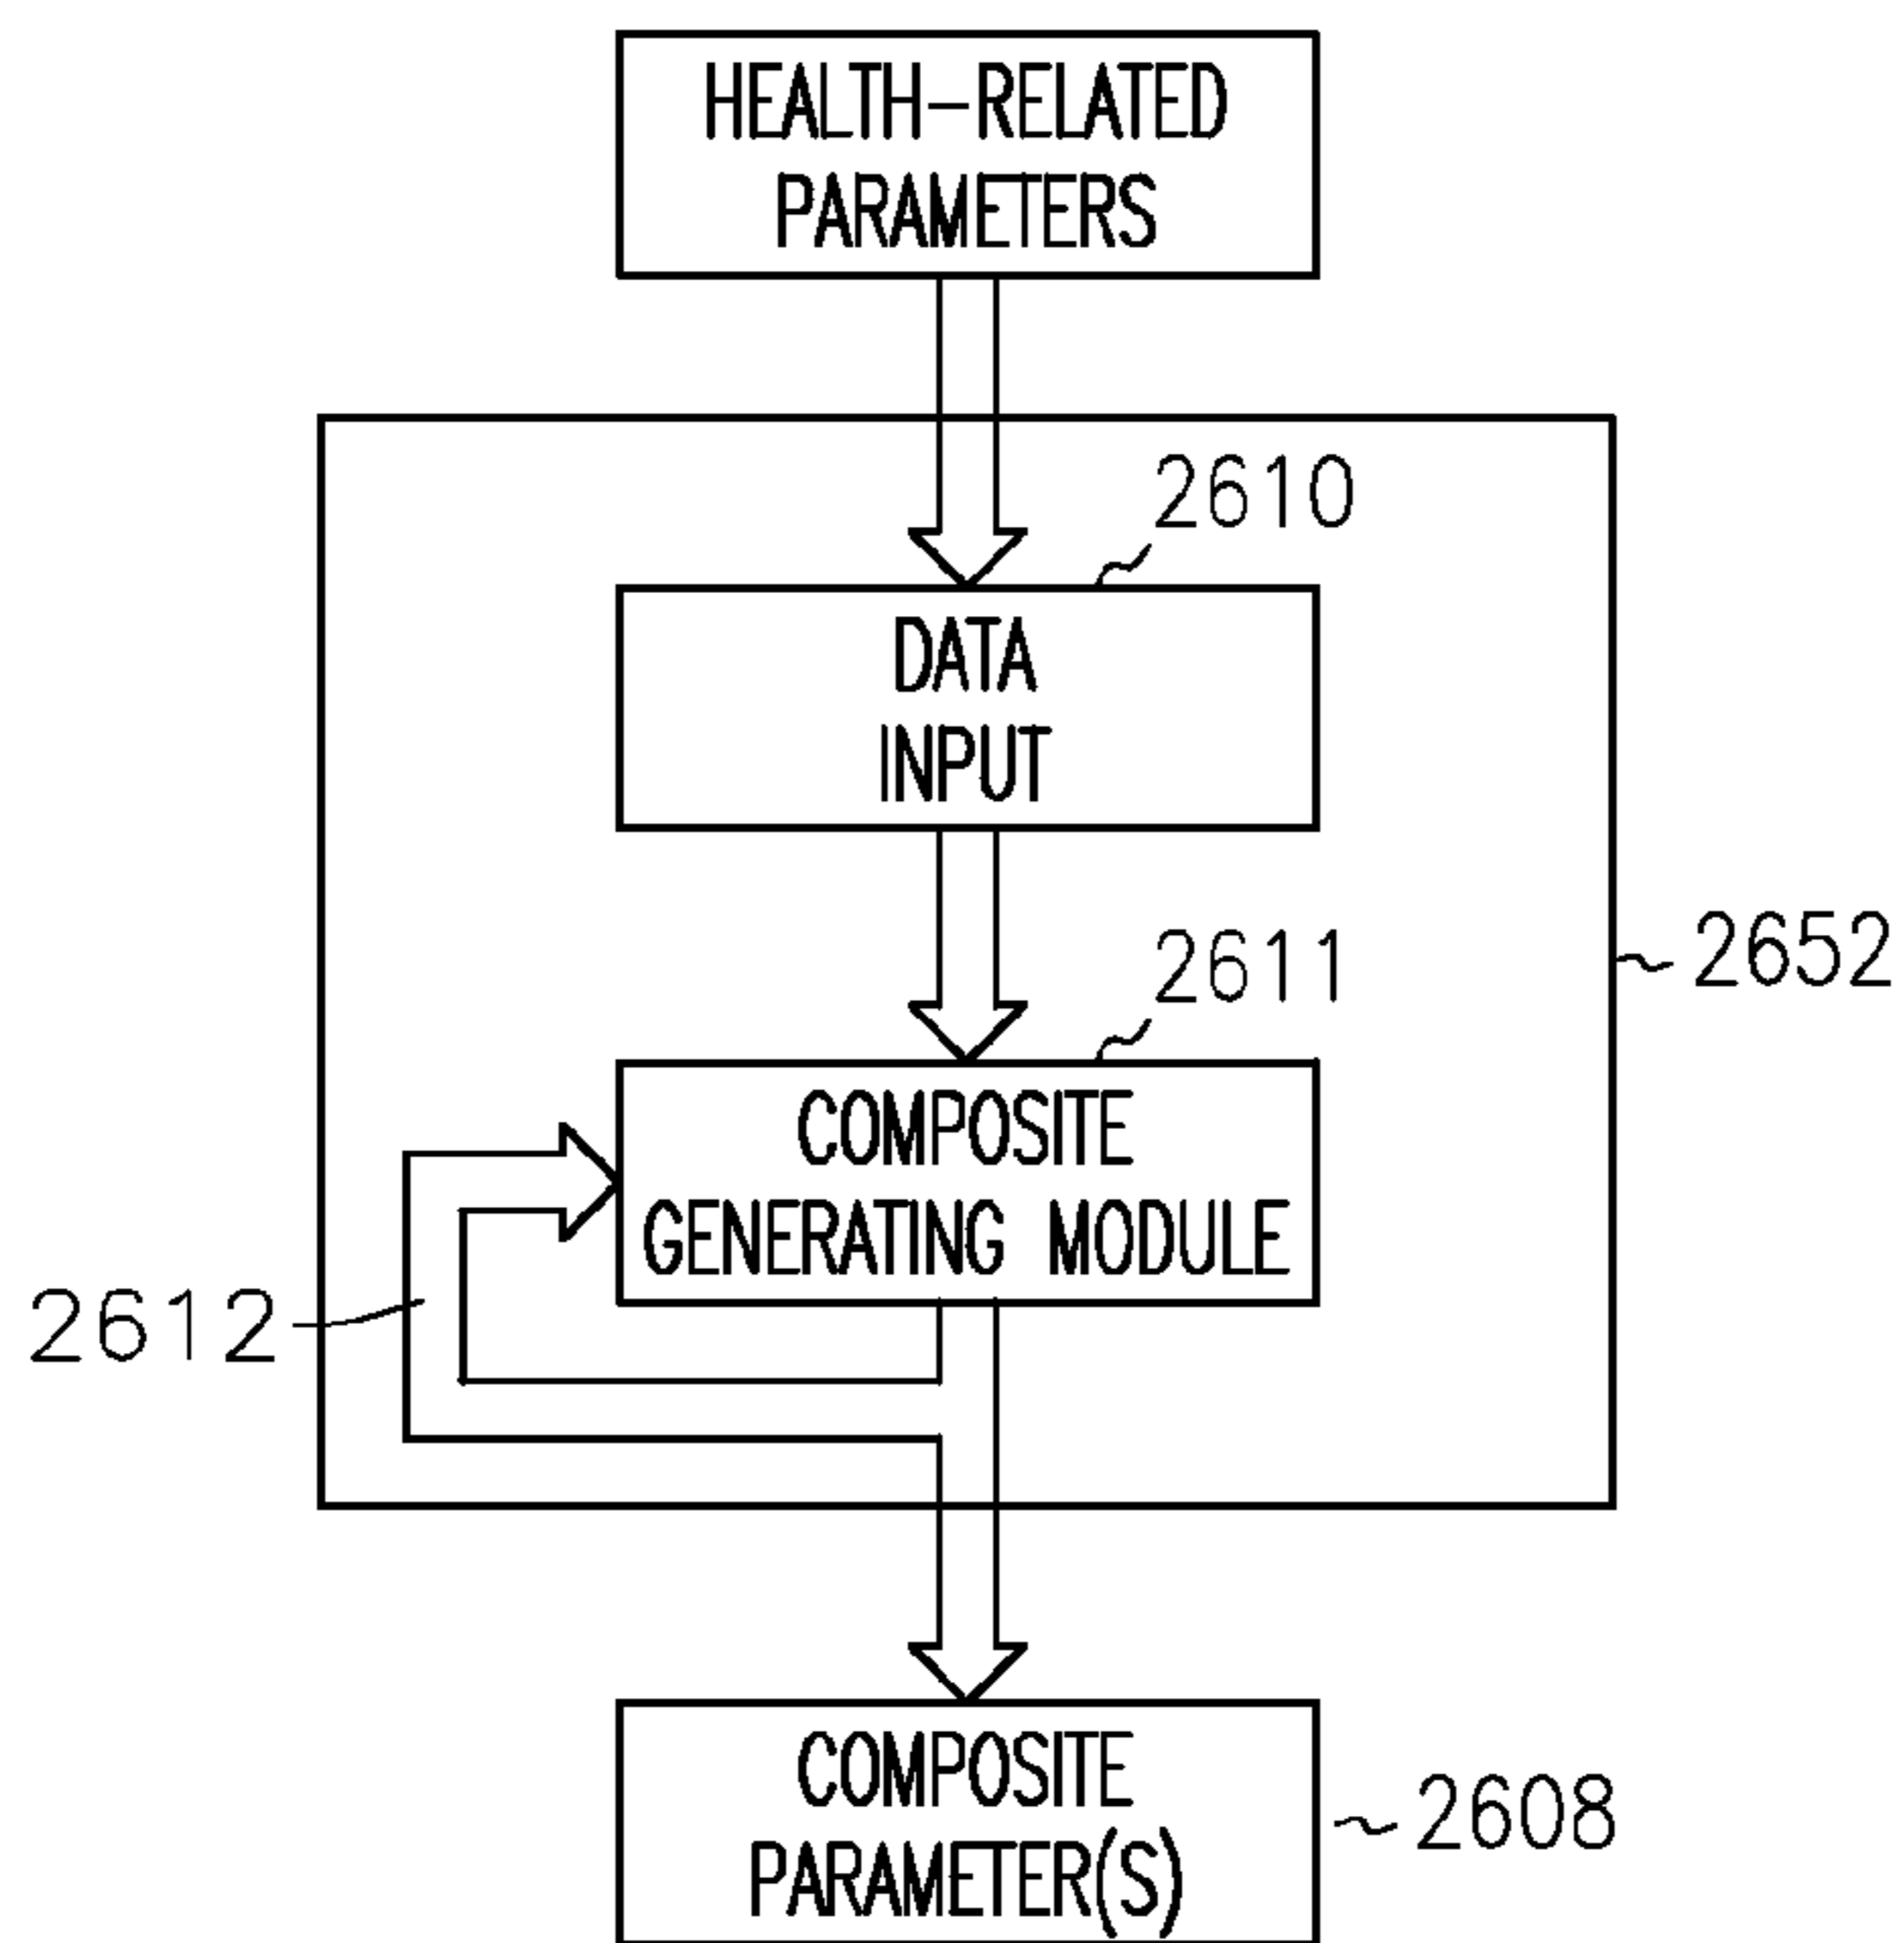 HEALTH-RELATED
PARAMETERS
2610
DATA
INPUT
2652
2611
COMPOSITE
GENERATING MODULE
2612
COMPOSITE
PARAMETER(S)
2608